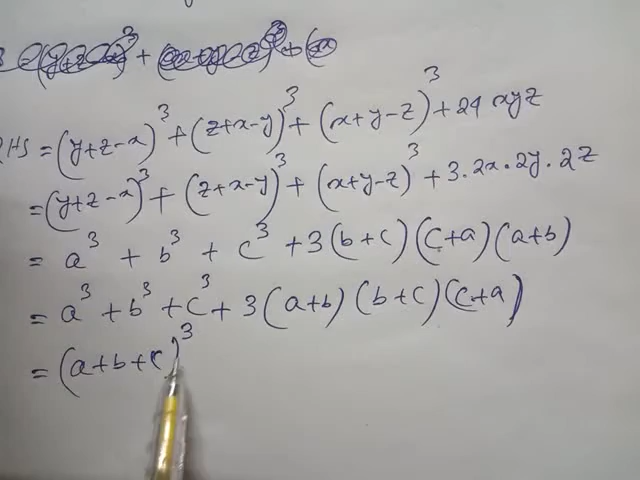 RHS = (y+z-x)³ + (z+x-y)³ + (x+y-z)³ + 24 xyz
= (y+z-x)³ + (z+x-y)³ + (x+y-z)³ + 3.2x.2y.2z
= a³ + b³ + c³ + 3(b+c)(c+a)(a+b)
= a³ + b³ + c³ + 3(a+b)(b+c)(c+a)
= (a+b+c)³